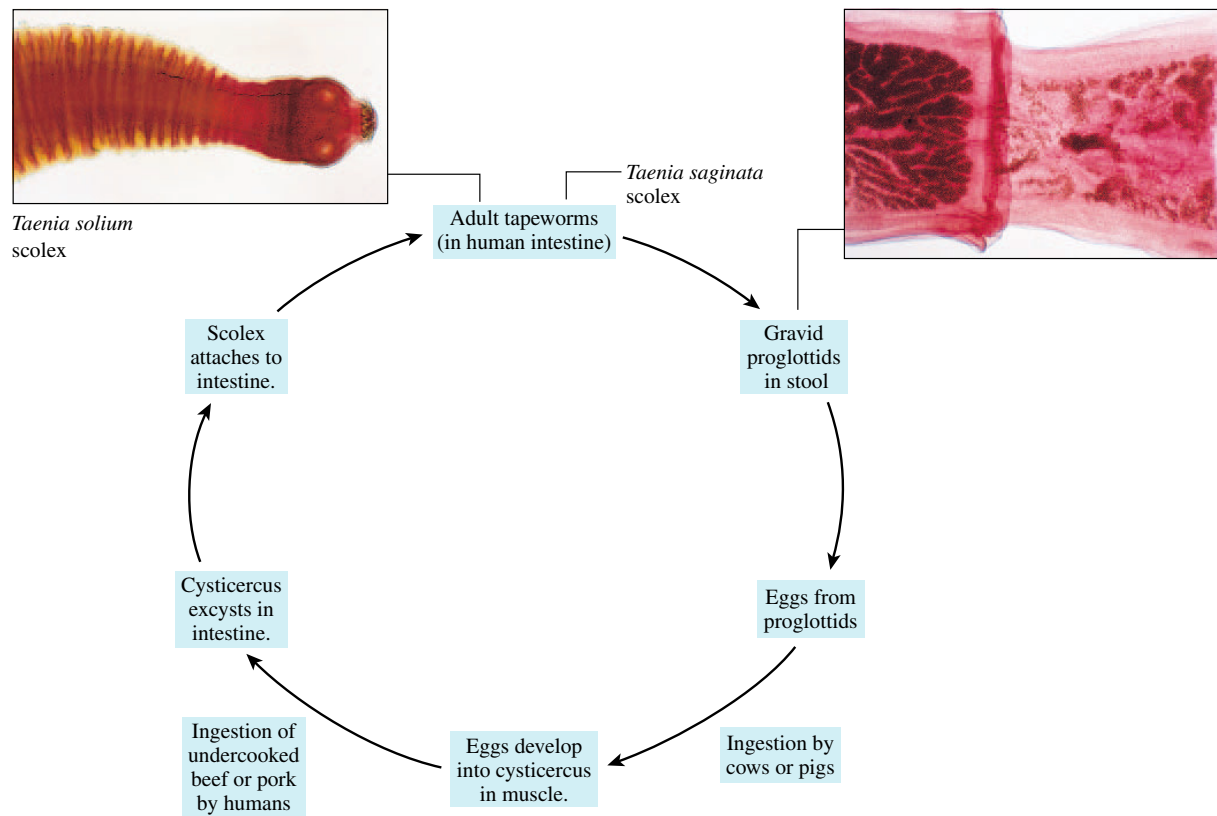 Taenia solium
scolex
Taenia saginata
scolex
Adult tapeworms
(in human intestine)
Gravid
proglottids
in stool
Eggs from
proglottids
Ingestion by
cows or pigs
Eggs develop
into cysticercus
in muscle.
Ingestion of
undercooked
beef or pork
by humans
Cysticercus
excysts in
intestine.
Scolex
attaches to
intestine.